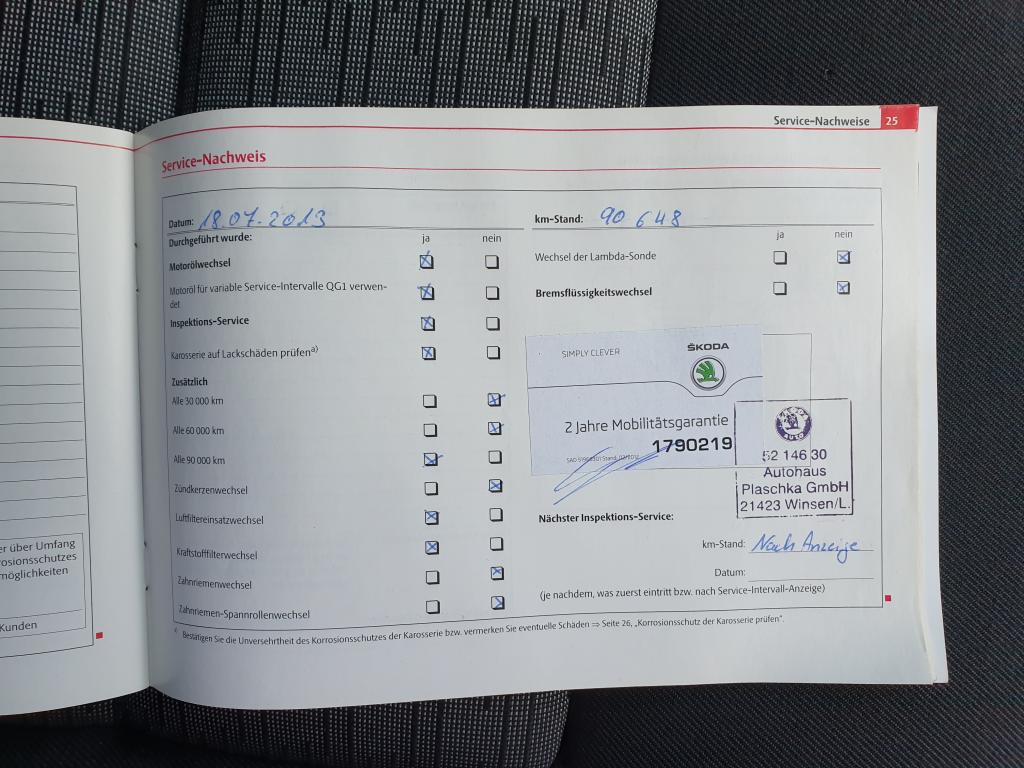 Service-Nachweise 25
Service-Nachweis
Datum: 18.07.2013
Durchgeführt wurde: ja nein
Motorölwechsel
Motoröl für variable Service-Intervalle QG1 verwen-
det
Inspektions-Service
Karosserie auf Lackschäden prüfen a)
Zusätzlich
Alle 30 000 km
Alle 60 000 km
Alle 90 000 km
Zündkerzenwechsel
Luftfiltereinsatzwechsel
Kraftstofffilterwechsel
Zahnriemenwechsel
Zahnriemen-Spannrollenwechsel
km-Stand: 90 648
ja nein
Wechsel der Lambda-Sonde
Bremsflüssigkeitswechsel
SIMPLY CLEVER
ŠKODA
2 Jahre Mobilitätsgarantie
1790219
AUTO
52 146 30
Autohaus
Plaschka GmbH
21423 Winsen/L.
Nächster Inspektions-Service:
km-Stand: Nach Anzeige
Datum:
(je nachdem, was zuerst eintritt bzw. nach Service-Intervall-Anzeige)
a) Bestätigen Sie die Unversehrtheit des Korrosionsschutzes der Karosserie bzw. vermerken Sie eventuelle Schäden ⇒ Seite 26, „Korrosionsschutz der Karosserie prüfen".
er über Umfang
rosionsschutzes
möglichkeiten
Kunden